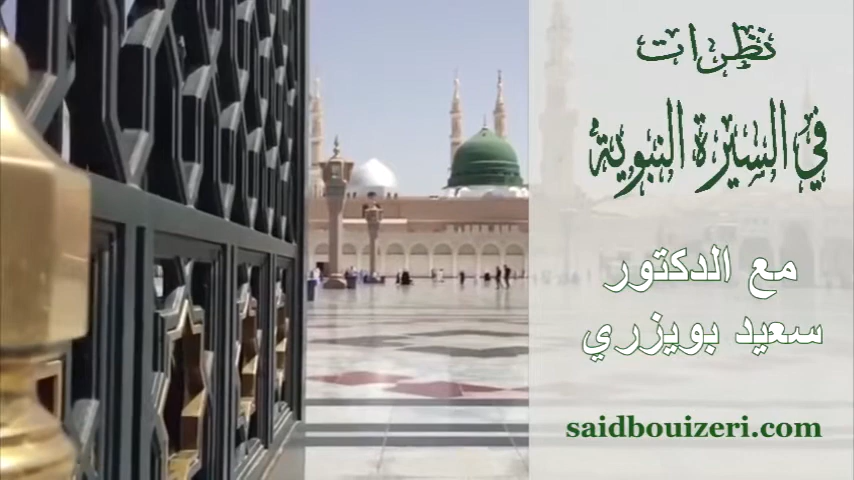 نظرات
في السيرة النبوية
مع الدكتور
سعيد بويزري
saidbouizeri.com